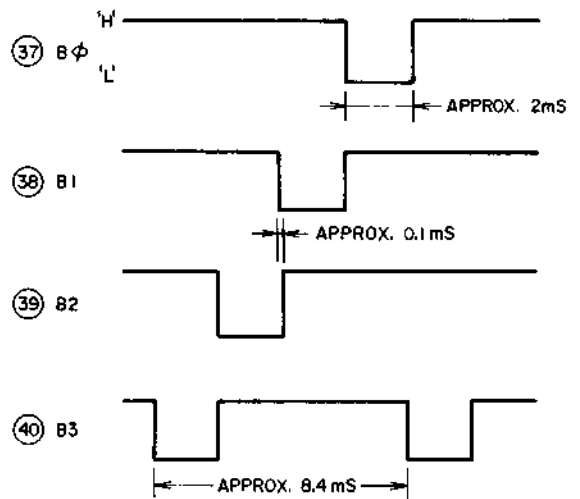 'H'
37 Bφ
'L'
APPROX. 2mS
38 B1
APPROX. 0.1mS
39 B2
40 B3
APPROX. 8.4mS